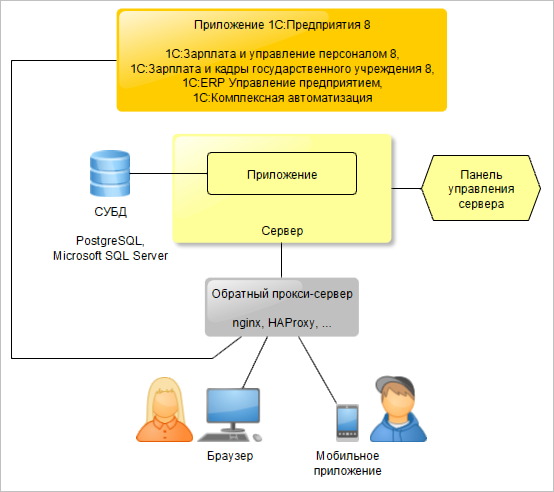 Приложение 1С:Предприятия 8
1С:Зарплата и управление персоналом 8,
1С:Зарплата и кадры государственного учреждения 8,
1С:ERP Управление предприятием,
1С:Комплексная автоматизация
Приложение
Сервер
СУБД
PostgreSQL,
Microsoft SQL Server
Панель
управления
сервера
Обратный прокси-сервер
nginx, HAProxy, ...
Браузер
Мобильное
приложение